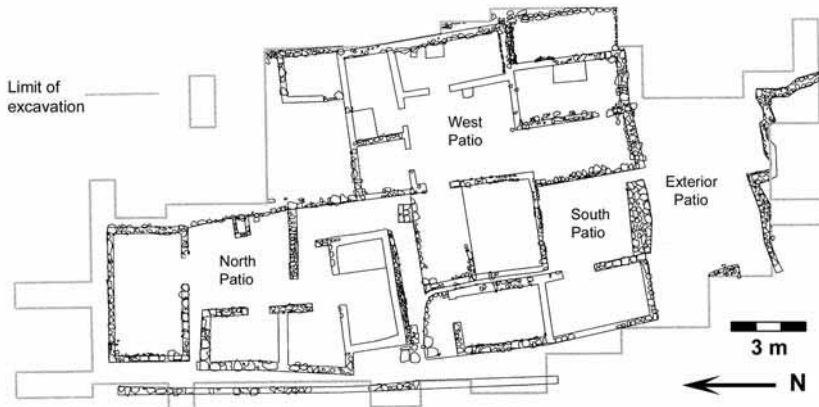 Limit of
excavation
West
Patio
Exterior
Patio
South
Patio
North
Patio
3 m
N